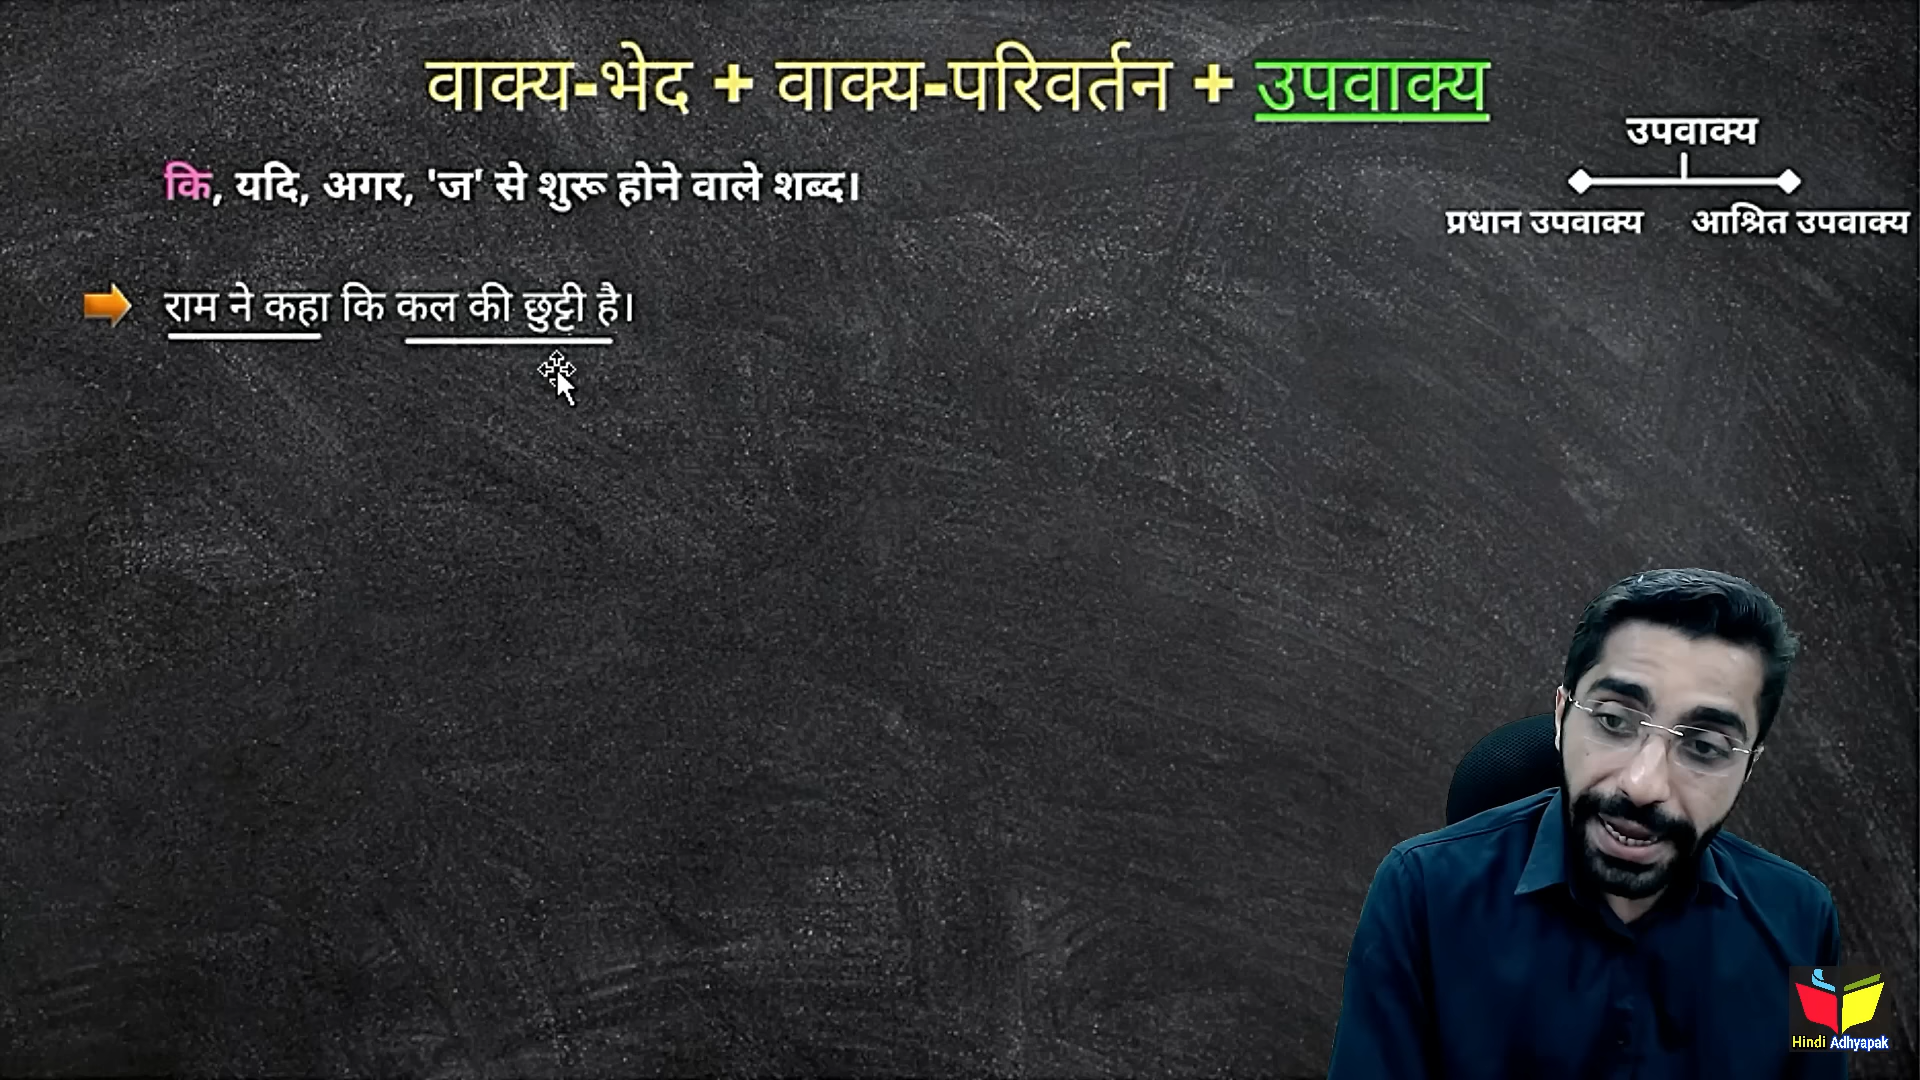 वाक्य-भेद + वाक्य-परिवर्तन + उपवाक्य
उपवाक्य
प्रधान उपवाक्य आश्रित उपवाक्य
कि, यदि, अगर, 'ज' से शुरू होने वाले शब्द।
राम ने कहा कि कल की छुट्टी है।
Hindi Adhyapak